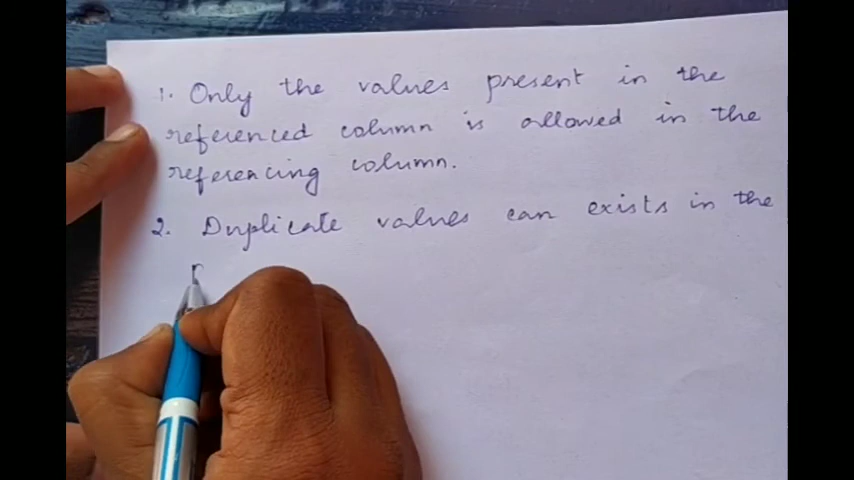 1. Only the values present in the
referenced column is allowed in the
referencing column.
2. Duplicate values can exists in the
r